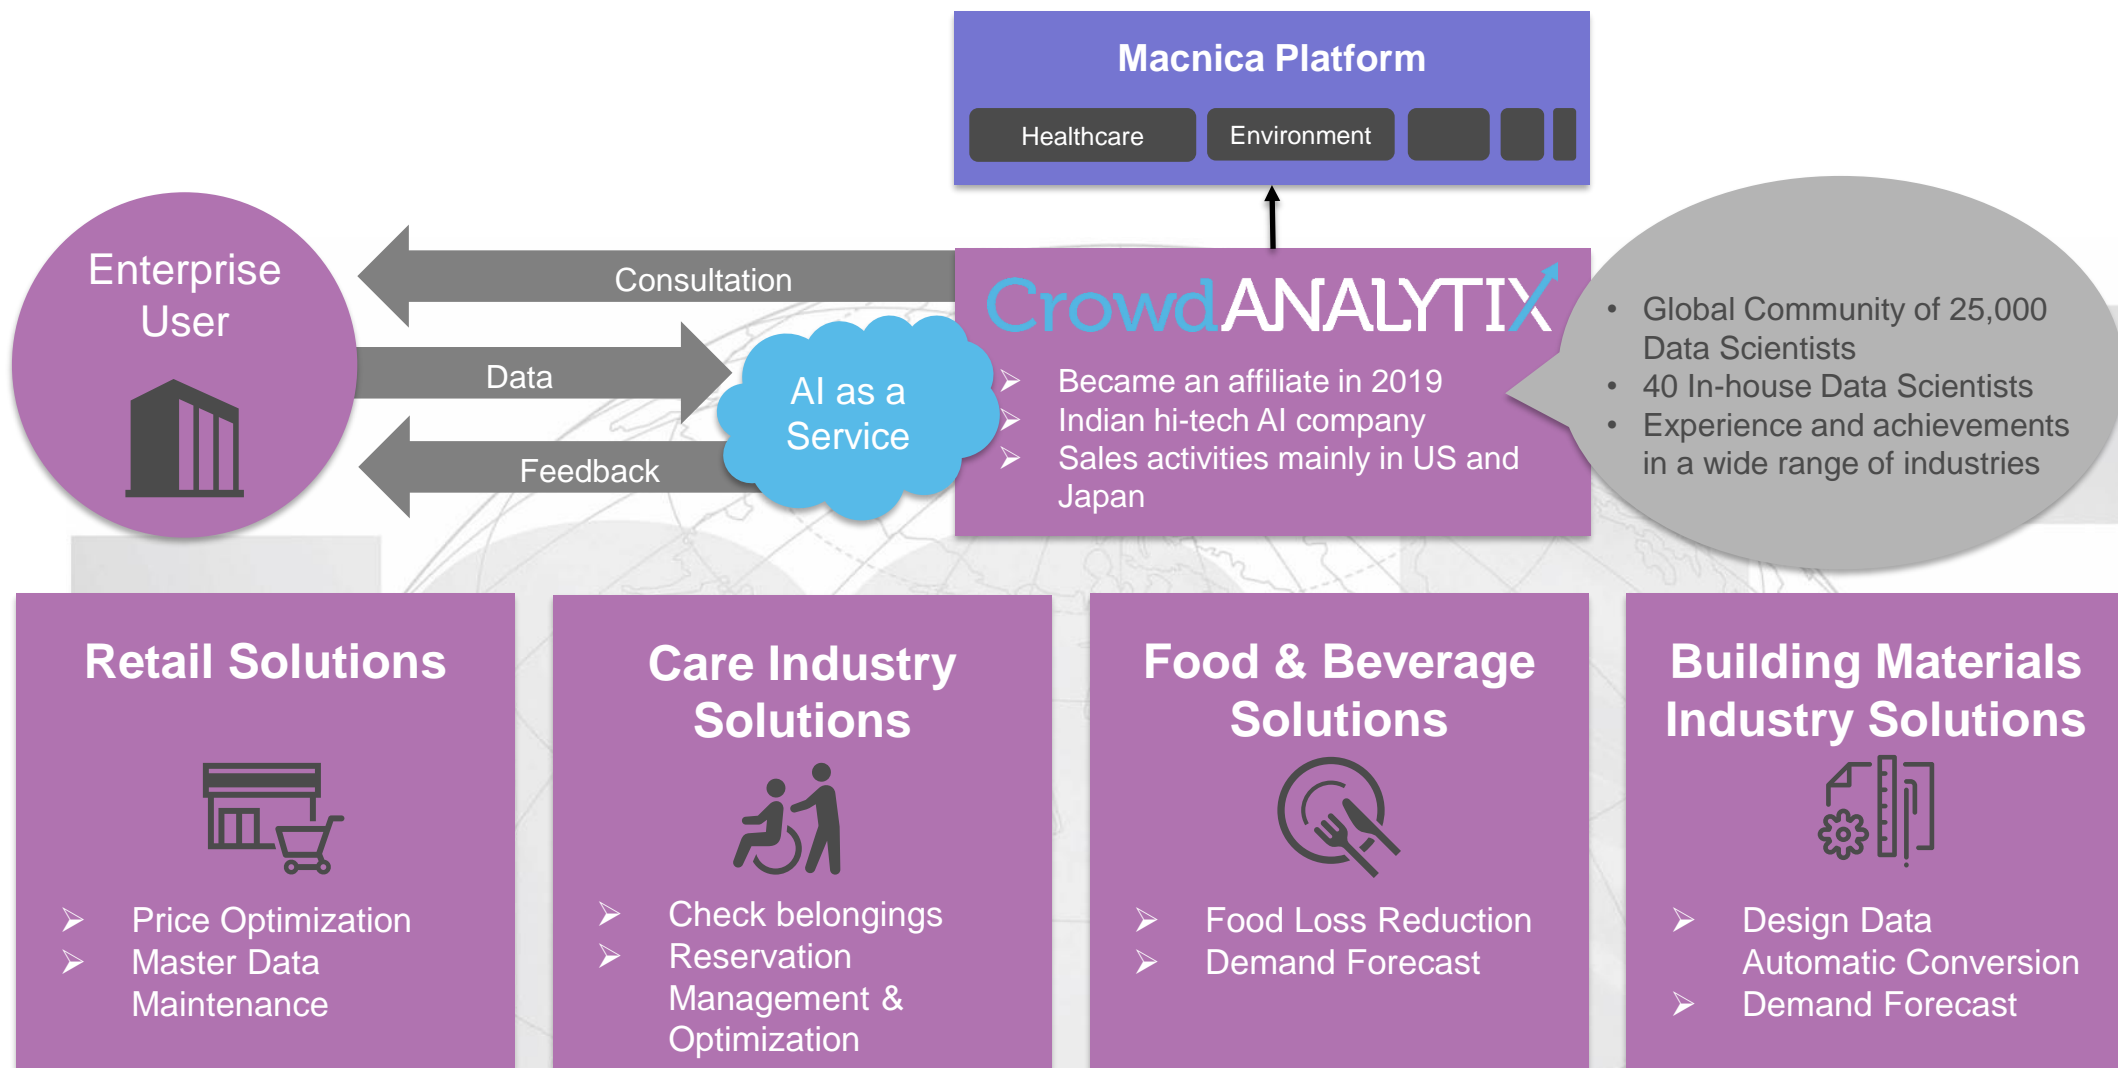 Macnica Platform
Healthcare
Environment
Enterprise
User
Consultation
Data
Feedback
AI as a
Service
CrowdANALYTIX
➢ Became an affiliate in 2019
➢ Indian hi-tech AI company
➢ Sales activities mainly in US and
Japan
• Global Community of 25,000
Data Scientists
• 40 In-house Data Scientists
• Experience and achievements
in a wide range of industries
Retail Solutions
➢ Price Optimization
➢ Master Data
Maintenance
Care Industry
Solutions
➢ Check belongings
➢ Reservation
Management &
Optimization
Food & Beverage
Solutions
➢ Food Loss Reduction
➢ Demand Forecast
Building Materials
Industry Solutions
➢ Design Data
Automatic Conversion
➢ Demand Forecast